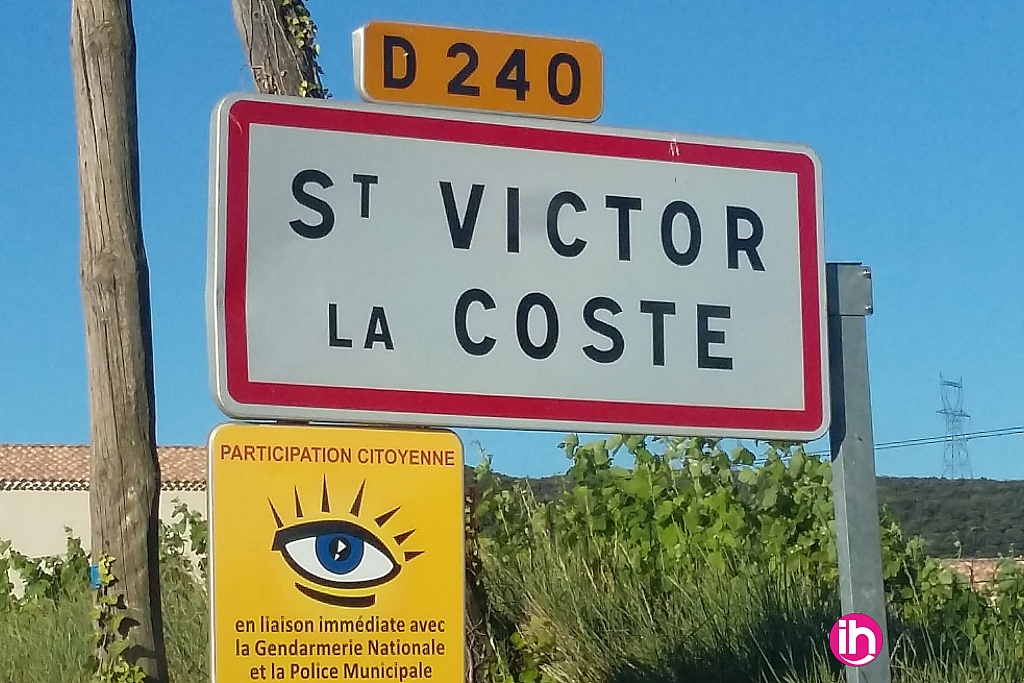 D 240
ST VICTOR
LA COSTE
PARTICIPATION CITOYENNE
en liaison immédiate avec
la Gendarmerie Nationale
et la Police Municipale
ih